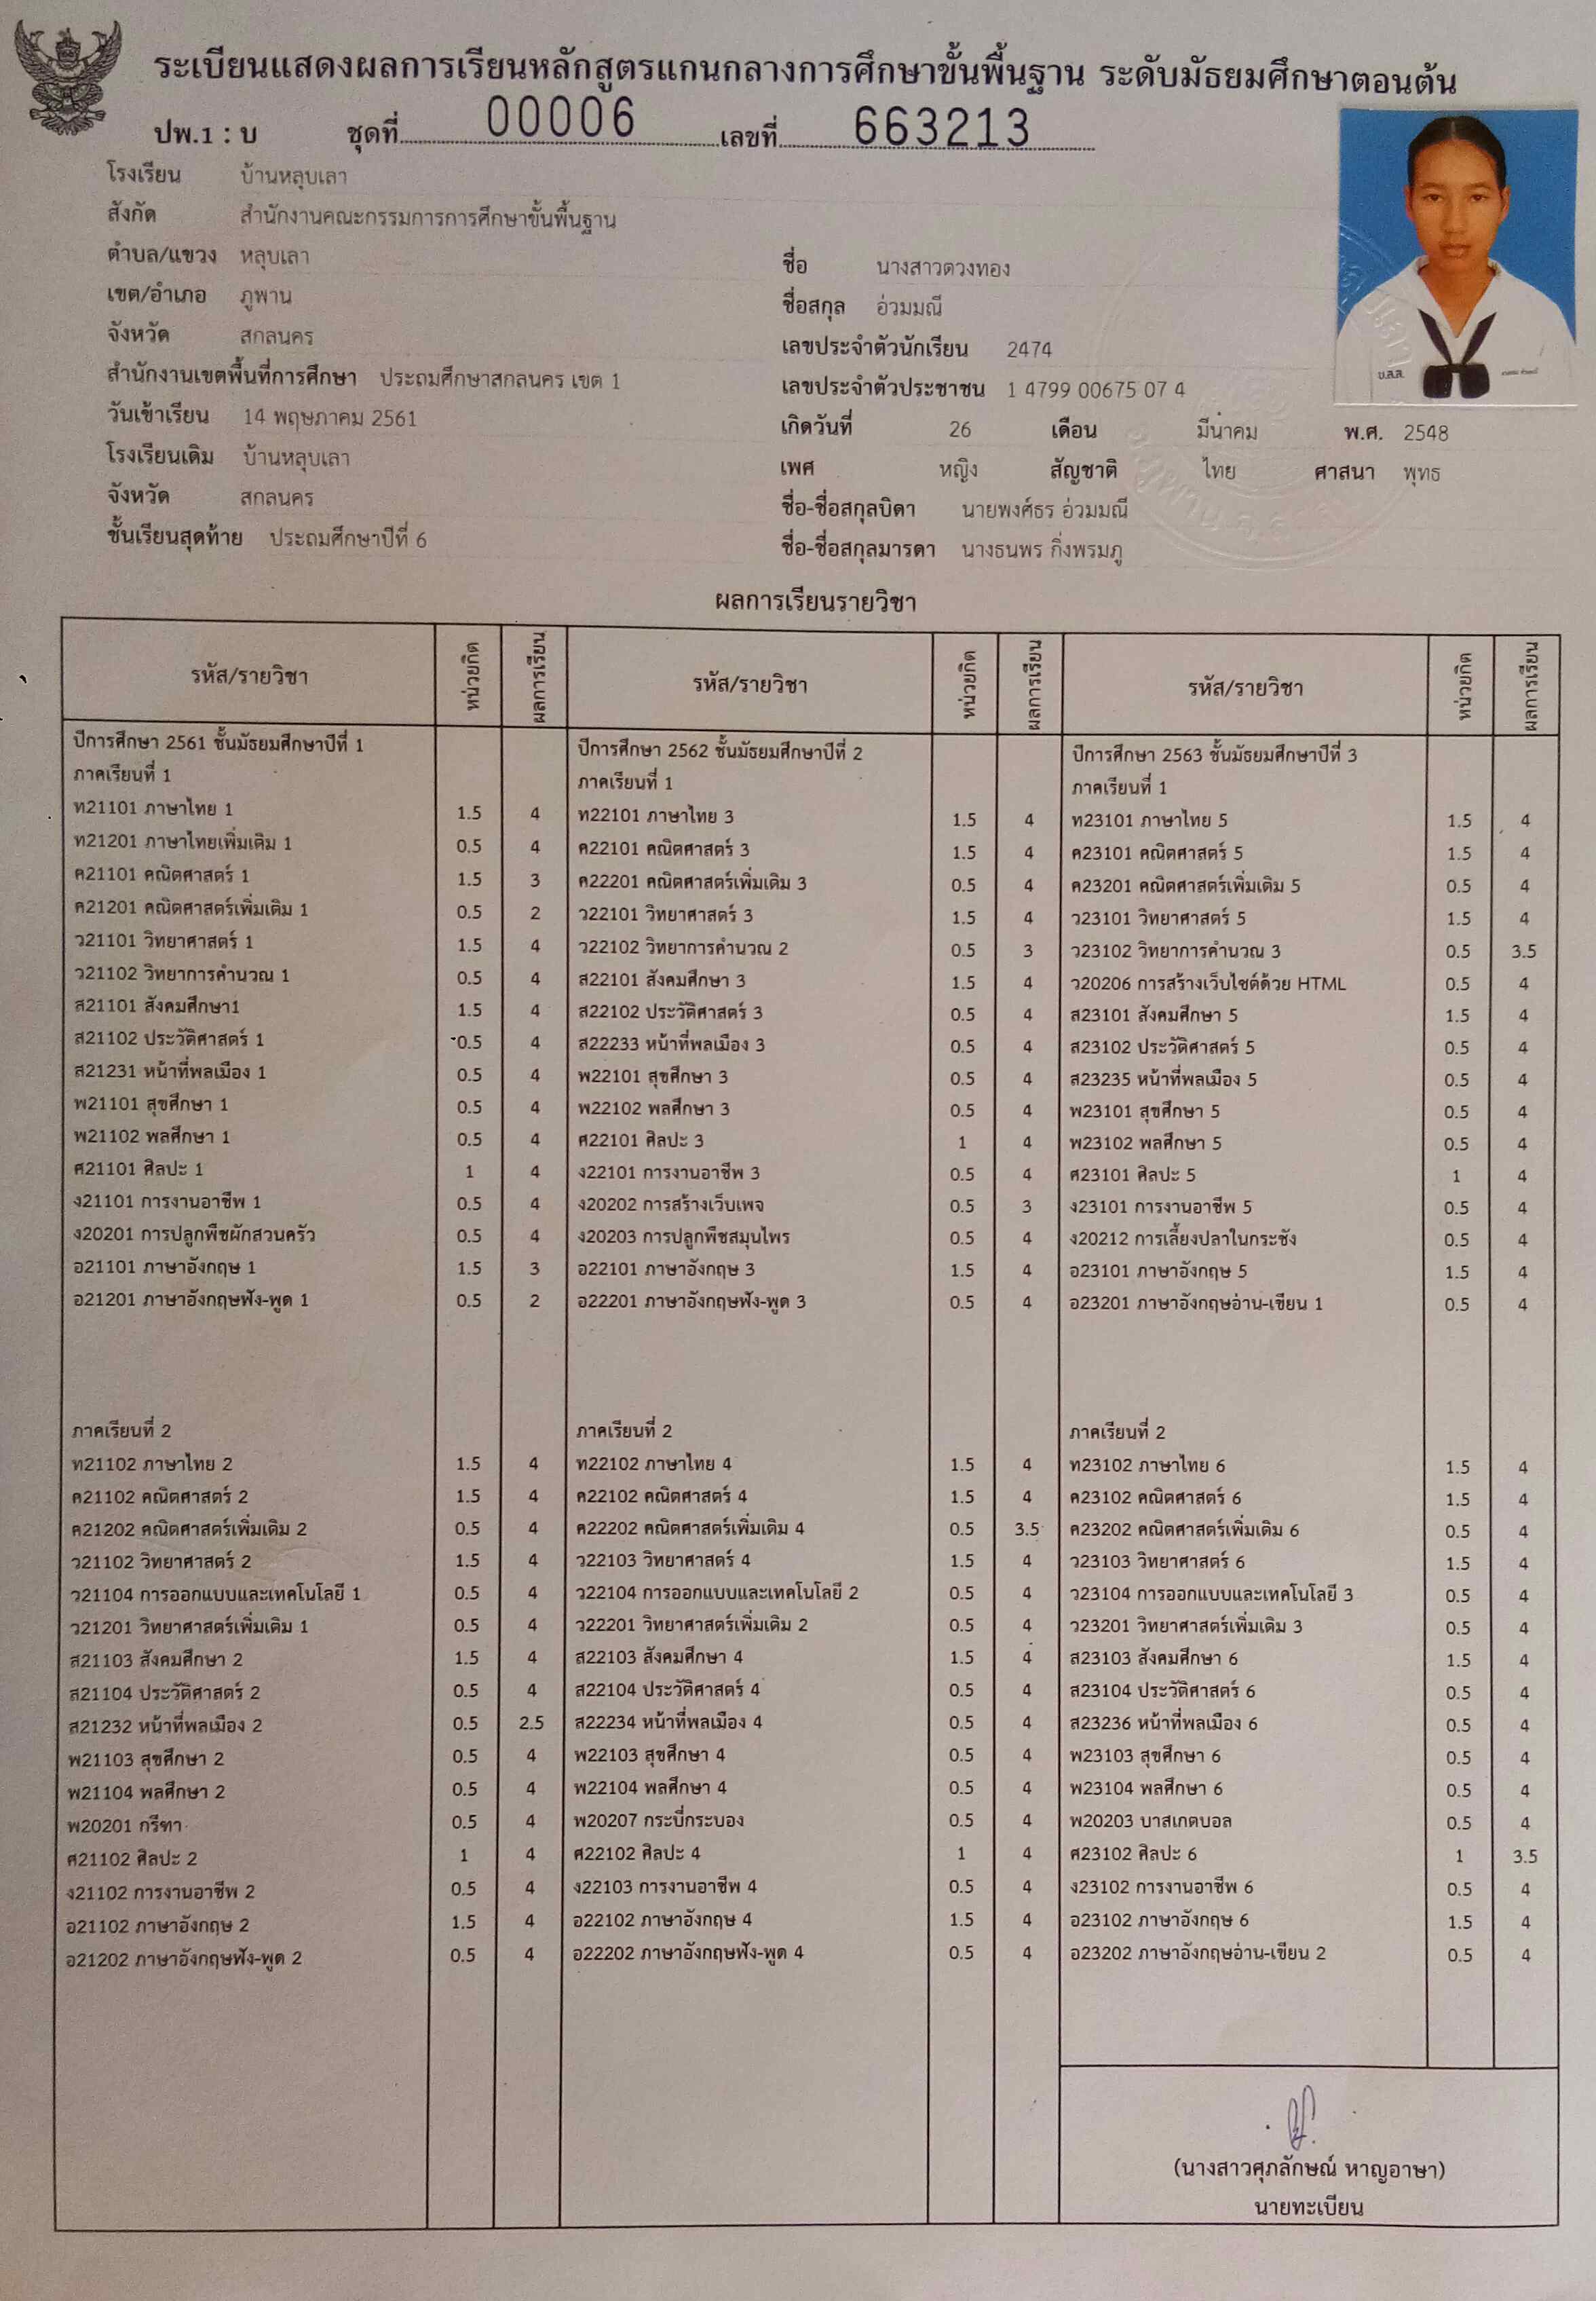 ระเบียนแสดงผลการเรียนหลักสูตรแกนกลางการศึกษาขั้นพื้นฐาน ระดับมัธยมศึกษาตอนต้น
ปพ.1 : บ ชุดที่ 00006 เลขที่ 663213
โรงเรียน บ้านหลุบเลา
สังกัด สำนักงานคณะกรรมการการศึกษาขั้นพื้นฐาน
ตำบล/แขวง หลุบเลา
เขต/อำเภอ ภูพาน
จังหวัด สกลนคร
สำนักงานเขตพื้นที่การศึกษา ประถมศึกษาสกลนคร เขต 1
วันเข้าเรียน 14 พฤษภาคม 2561
โรงเรียนเดิม บ้านหลุบเลา
จังหวัด สกลนคร
ชั้นเรียนสุดท้าย ประถมศึกษาปีที่ 6
ชื่อ นางสาวดวงทอง
ชื่อสกุล อ่วมมณี
เลขประจำตัวนักเรียน 2474
เลขประจำตัวประชาชน 1 4799 00675 07 4
เกิดวันที่ 26 เดือน มีนาคม พ.ศ. 2548
เพศ หญิง สัญชาติ ไทย ศาสนา พุทธ
ชื่อ-ชื่อสกุลบิดา นายพงศ์ธร อ่วมมณี
ชื่อ-ชื่อสกุลมารดา นางธนพร กิ่งพรมภู
บ.ล.ล.
ผลการเรียนรายวิชา
รหัส/รายวิชา หน่วยกิต ผลการเรียน รหัส/รายวิชา หน่วยกิต ผลการเรียน รหัส/รายวิชา หน่วยกิต ผลการเรียน
ปีการศึกษา 2561 ชั้นมัธยมศึกษาปีที่ 1
ภาคเรียนที่ 1
ท21101 ภาษาไทย 1 1.5 4
ท21201 ภาษาไทยเพิ่มเติม 1 0.5 4
ค21101 คณิตศาสตร์ 1 1.5 3
ค21201 คณิตศาสตร์เพิ่มเติม 1 0.5 2
ว21101 วิทยาศาสตร์ 1 1.5 4
ว21102 วิทยาการคำนวณ 1 0.5 4
ส21101 สังคมศึกษา1 1.5 4
ส21102 ประวัติศาสตร์ 1 0.5 4
ส21231 หน้าที่พลเมือง 1 0.5 4
พ21101 สุขศึกษา 1 0.5 4
พ21102 พลศึกษา 1 0.5 4
ศ21101 ศิลปะ 1 1 4
ง21101 การงานอาชีพ 1 0.5 4
ง20201 การปลูกพืชผักสวนครัว 0.5 4
อ21101 ภาษาอังกฤษ 1 1.5 3
อ21201 ภาษาอังกฤษฟัง-พูด 1 0.5 2
ภาคเรียนที่ 2
ท21102 ภาษาไทย 2 1.5 4
ค21102 คณิตศาสตร์ 2 1.5 4
ค21202 คณิตศาสตร์เพิ่มเติม 2 0.5 4
ว21102 วิทยาศาสตร์ 2 1.5 4
ว21104 การออกแบบและเทคโนโลยี 1 0.5 4
ว21201 วิทยาศาสตร์เพิ่มเติม 1 0.5 4
ส21103 สังคมศึกษา 2 1.5 4
ส21104 ประวัติศาสตร์ 2 0.5 4
ส21232 หน้าที่พลเมือง 2 0.5 2.5
พ21103 สุขศึกษา 2 0.5 4
พ21104 พลศึกษา 2 0.5 4
พ20201 กรีฑา 0.5 4
ศ21102 ศิลปะ 2 1 4
ง21102 การงานอาชีพ 2 0.5 4
อ21102 ภาษาอังกฤษ 2 1.5 4
อ21202 ภาษาอังกฤษฟัง-พูด 2 0.5 4
ปีการศึกษา 2562 ชั้นมัธยมศึกษาปีที่ 2
ภาคเรียนที่ 1
ท22101 ภาษาไทย 3 1.5 4
ค22101 คณิตศาสตร์ 3 1.5 4
ค22201 คณิตศาสตร์เพิ่มเติม 3 0.5 4
ว22101 วิทยาศาสตร์ 3 1.5 4
ว22102 วิทยาการคำนวณ 2 0.5 3
ส22101 สังคมศึกษา 3 1.5 4
ส22102 ประวัติศาสตร์ 3 0.5 4
ส22233 หน้าที่พลเมือง 3 0.5 4
พ22101 สุขศึกษา 3 0.5 4
พ22102 พลศึกษา 3 0.5 4
ศ22101 ศิลปะ 3 1 4
ง22101 การงานอาชีพ 3 0.5 4
ง20202 การสร้างเว็บเพจ 0.5 3
ง20203 การปลูกพืชสมุนไพร 0.5 4
อ22101 ภาษาอังกฤษ 3 1.5 4
อ22201 ภาษาอังกฤษฟัง-พูด 3 0.5 4
ภาคเรียนที่ 2
ท22102 ภาษาไทย 4 1.5 4
ค22102 คณิตศาสตร์ 4 1.5 4
ค22202 คณิตศาสตร์เพิ่มเติม 4 0.5 3.5
ว22103 วิทยาศาสตร์ 4 1.5 4
ว22104 การออกแบบและเทคโนโลยี 2 0.5 4
ว22201 วิทยาศาสตร์เพิ่มเติม 2 0.5 4
ส22103 สังคมศึกษา 4 1.5 4
ส22104 ประวัติศาสตร์ 4 0.5 4
ส22234 หน้าที่พลเมือง 4 0.5 4
พ22103 สุขศึกษา 4 0.5 4
พ22104 พลศึกษา 4 0.5 4
พ20207 กระบี่กระบอง 0.5 4
ศ22102 ศิลปะ 4 1 4
ง22103 การงานอาชีพ 4 0.5 4
อ22102 ภาษาอังกฤษ 4 1.5 4
อ22202 ภาษาอังกฤษฟัง-พูด 4 0.5 4
ปีการศึกษา 2563 ชั้นมัธยมศึกษาปีที่ 3
ภาคเรียนที่ 1
ท23101 ภาษาไทย 5 1.5 4
ค23101 คณิตศาสตร์ 5 1.5 4
ค23201 คณิตศาสตร์เพิ่มเติม 5 0.5 4
ว23101 วิทยาศาสตร์ 5 1.5 4
ว23102 วิทยาการคำนวณ 3 0.5 3.5
ว20206 การสร้างเว็บไซต์ด้วย HTML 0.5 4
ส23101 สังคมศึกษา 5 1.5 4
ส23102 ประวัติศาสตร์ 5 0.5 4
ส23235 หน้าที่พลเมือง 5 0.5 4
พ23101 สุขศึกษา 5 0.5 4
พ23102 พลศึกษา 5 0.5 4
ศ23101 ศิลปะ 5 1 4
ง23101 การงานอาชีพ 5 0.5 4
ง20212 การเลี้ยงปลาในกระชัง 0.5 4
อ23101 ภาษาอังกฤษ 5 1.5 4
อ23201 ภาษาอังกฤษอ่าน-เขียน 1 0.5 4
ภาคเรียนที่ 2
ท23102 ภาษาไทย 6 1.5 4
ค23102 คณิตศาสตร์ 6 1.5 4
ค23202 คณิตศาสตร์เพิ่มเติม 6 0.5 4
ว23103 วิทยาศาสตร์ 6 1.5 4
ว23104 การออกแบบและเทคโนโลยี 3 0.5 4
ว23201 วิทยาศาสตร์เพิ่มเติม 3 0.5 4
ส23103 สังคมศึกษา 6 1.5 4
ส23104 ประวัติศาสตร์ 6 0.5 4
ส23236 หน้าที่พลเมือง 6 0.5 4
พ23103 สุขศึกษา 6 0.5 4
พ23104 พลศึกษา 6 0.5 4
พ20203 บาสเกตบอล 0.5 4
ศ23102 ศิลปะ 6 1 3.5
ง23102 การงานอาชีพ 6 0.5 4
อ23102 ภาษาอังกฤษ 6 1.5 4
อ23202 ภาษาอังกฤษอ่าน-เขียน 2 0.5 4
(นางสาวศุภลักษณ์ หาญอาษา)
นายทะเบียน